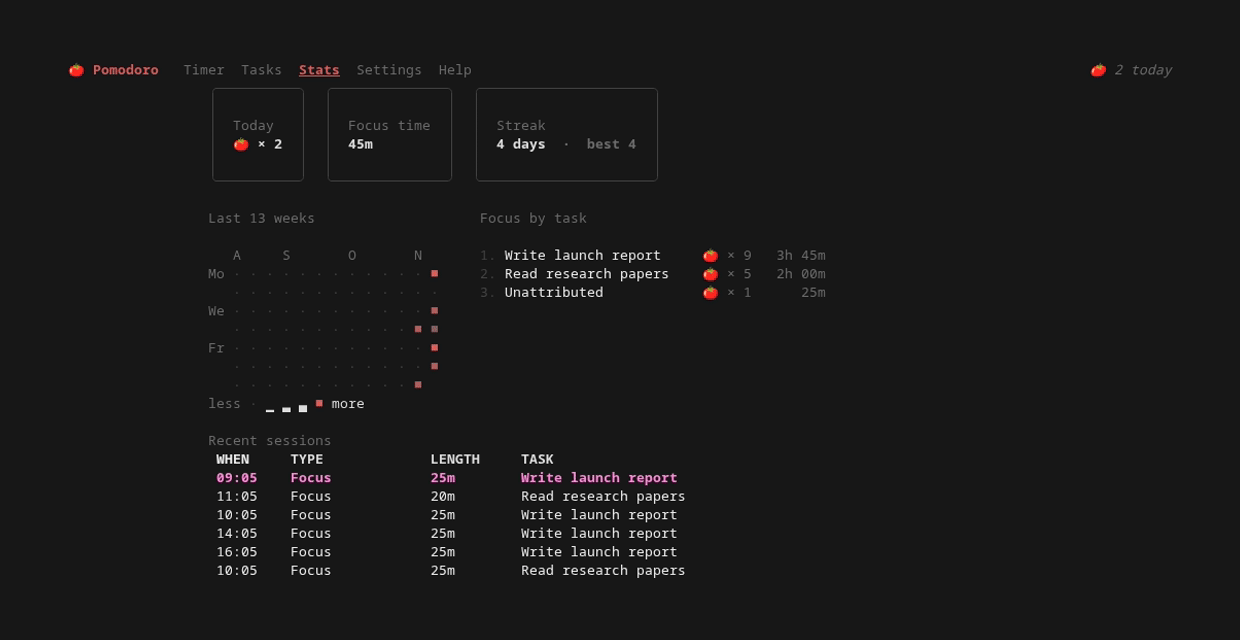 🍅 Pomodoro Timer Tasks Stats Settings Help 🍅 2 today
Today Focus time Streak
🍅 × 2 45m 4 days · best 4
Last 13 weeks Focus by task
A S O N
1. Write launch report 🍅 × 9 3h 45m
Mo
2. Read research papers 🍅 × 5 2h 00m
3. Unattributed 🍅 × 1 25m
We
Fr
less · ▁ ▃ ▄ ■ more
Recent sessions
WHEN TYPE LENGTH TASK
09:05 Focus 25m Write launch report
11:05 Focus 20m Read research papers
10:05 Focus 25m Write launch report
14:05 Focus 25m Write launch report
16:05 Focus 25m Write launch report
10:05 Focus 25m Read research papers